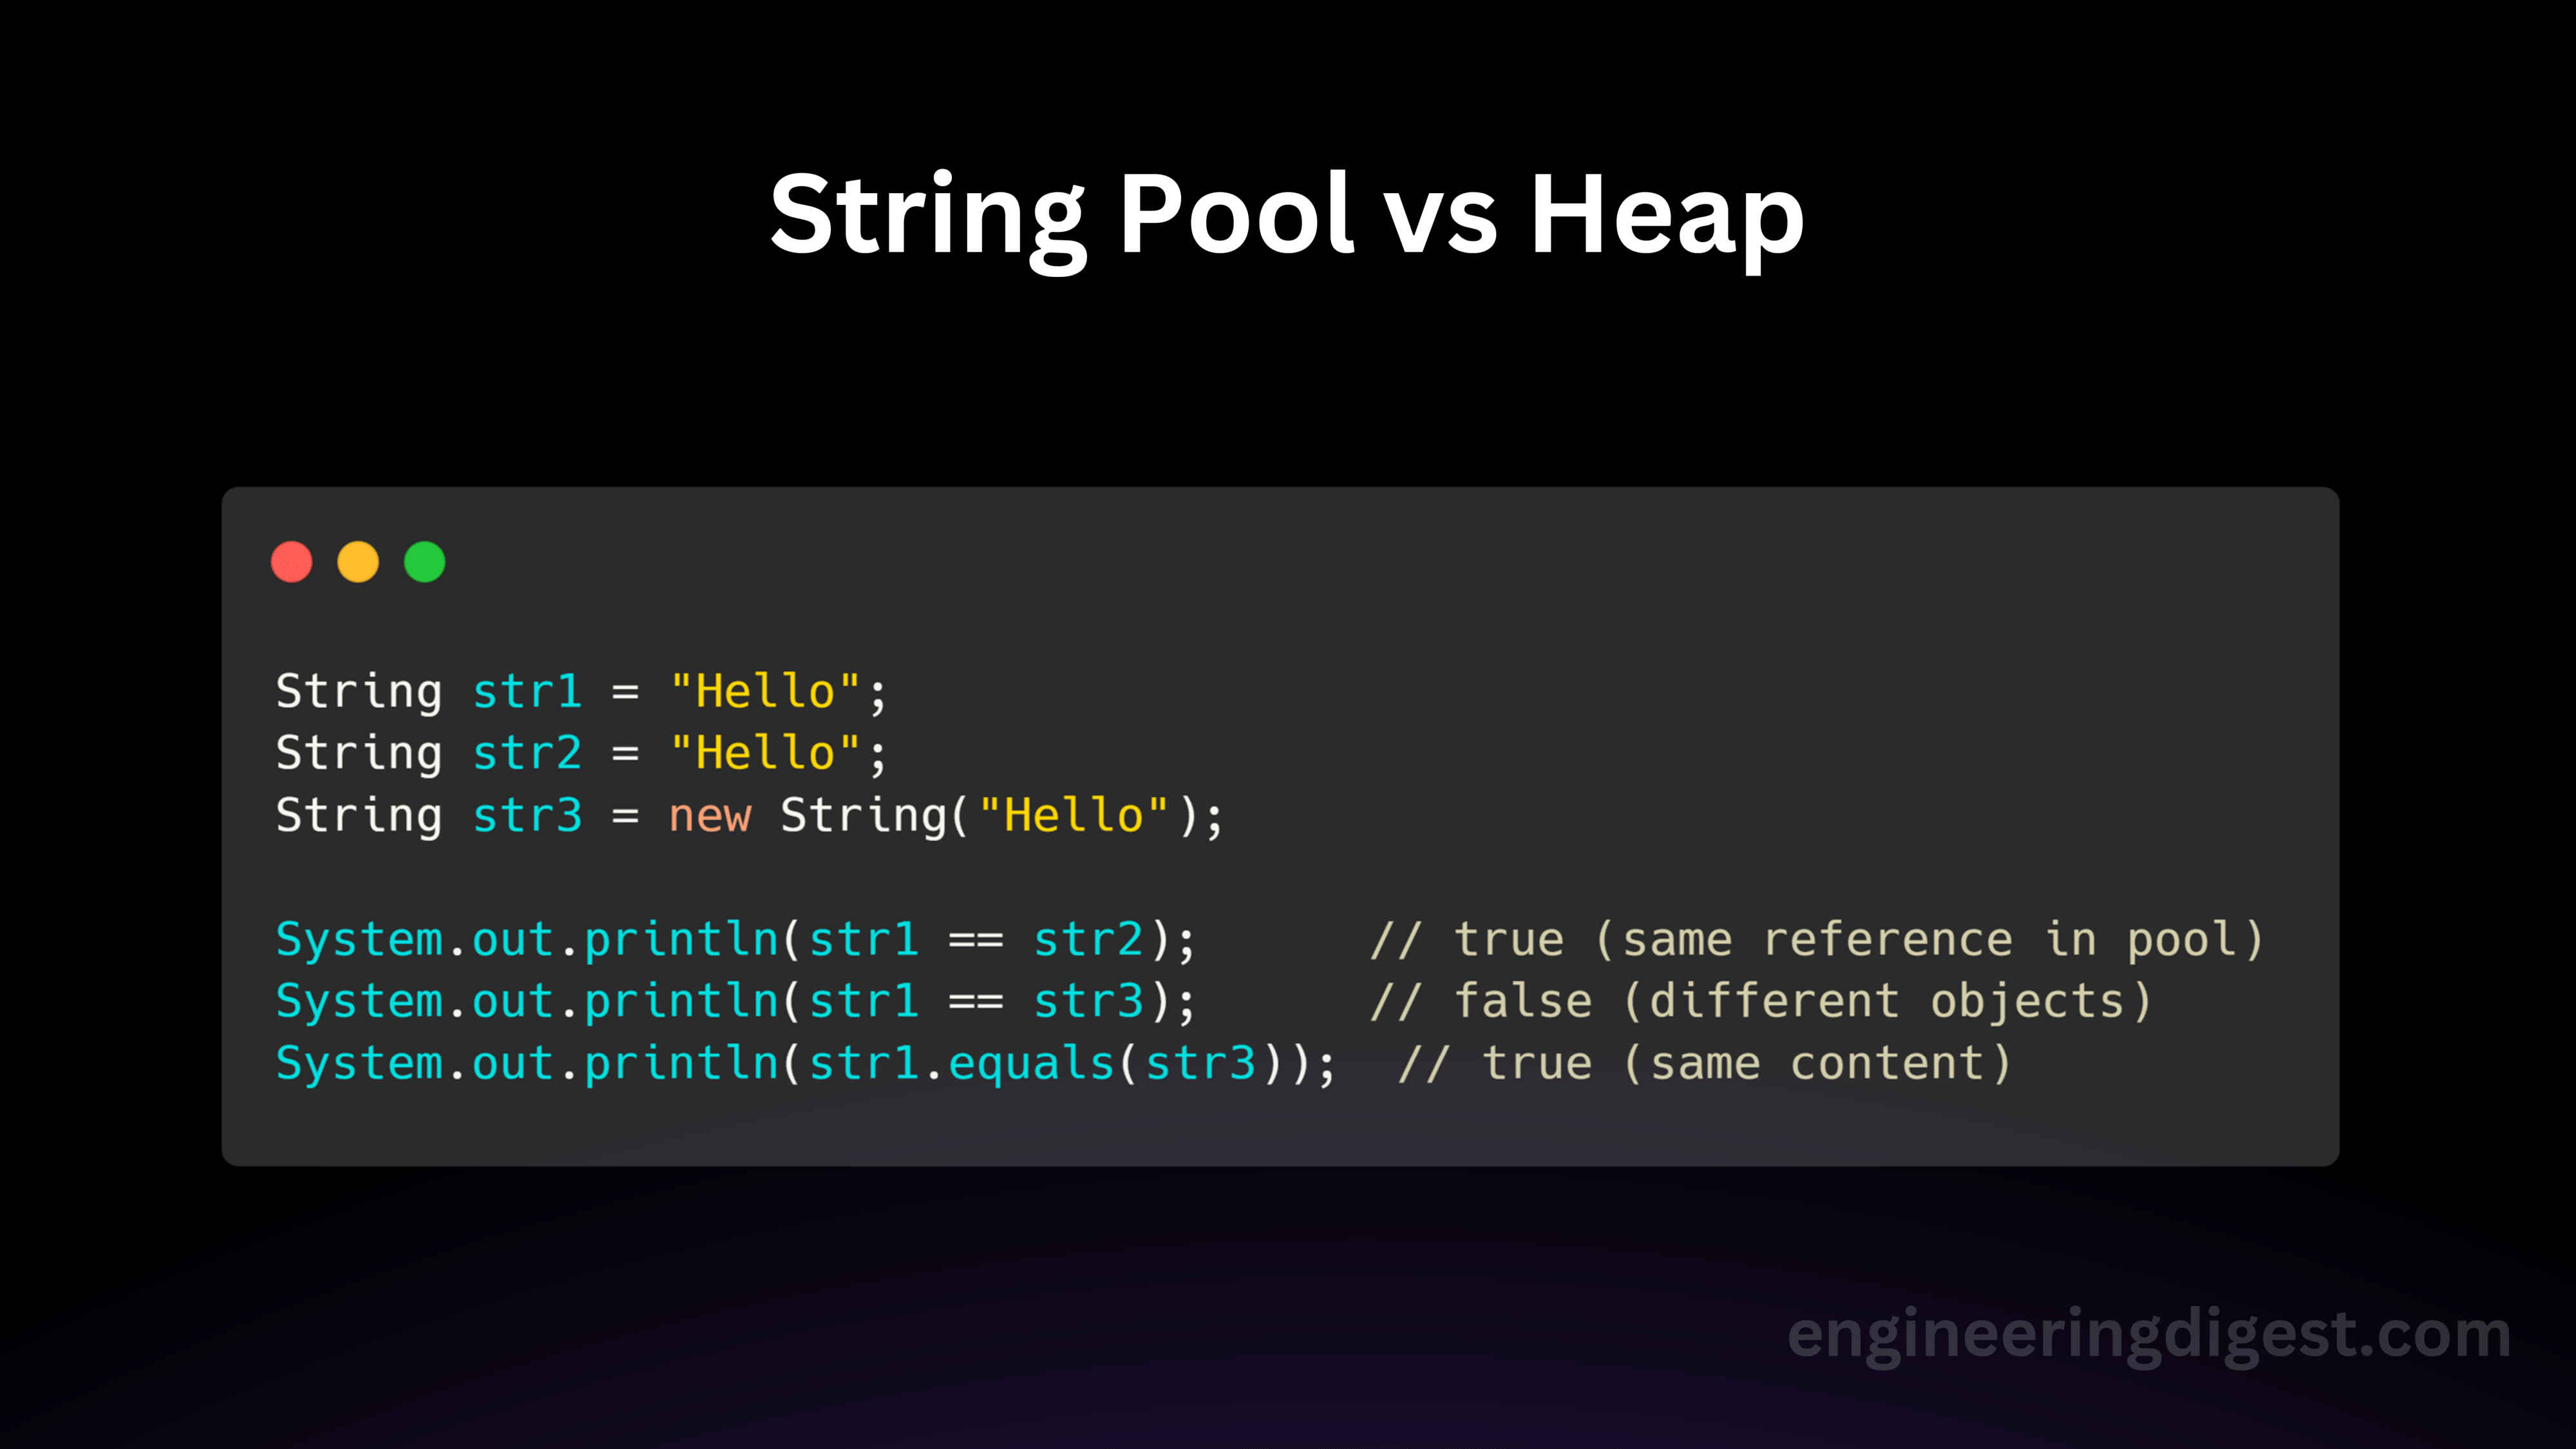 String Pool vs Heap
String str1 = "Hello";
String str2 = "Hello";
String str3 = new String("Hello");
System.out.println(str1 == str2);      // true (same reference in pool)
System.out.println(str1 == str3);      // false (different objects)
System.out.println(str1.equals(str3));  // true (same content)
engineeringdigest.com